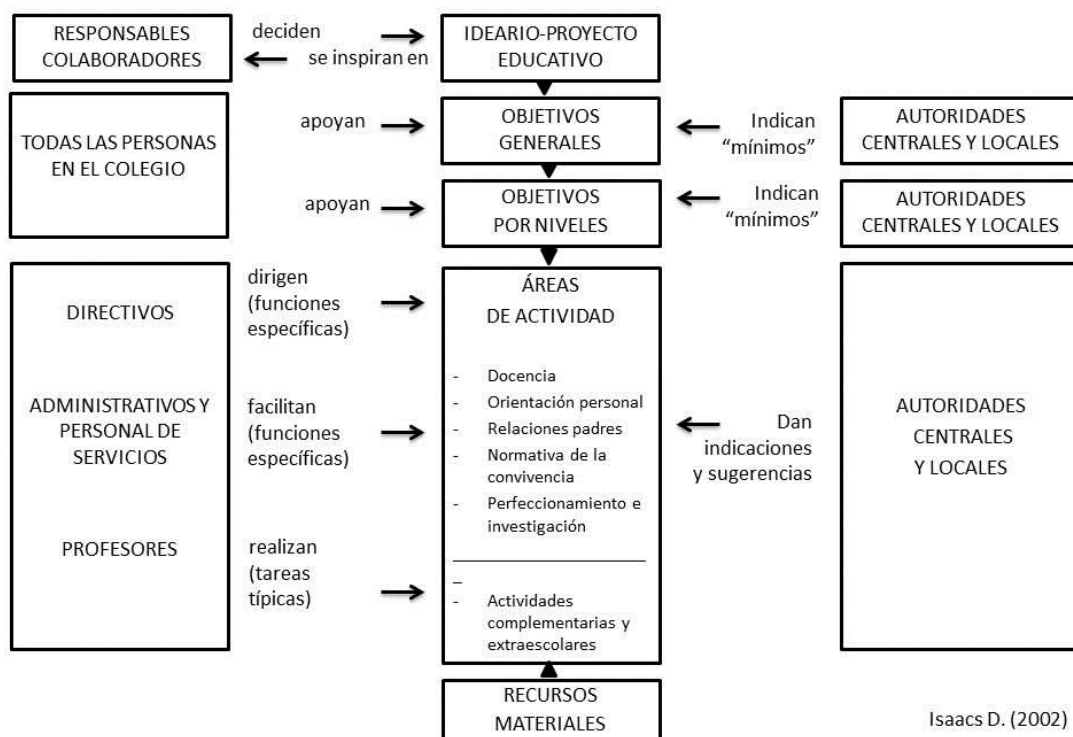 RESPONSABLES
COLABORADORES
deciden
se inspiran en
IDEARIO-PROYECTO
EDUCATIVO
TODAS LAS PERSONAS
EN EL COLEGIO
apoyan
OBJETIVOS
GENERALES
Indican
“mínimos”
AUTORIDADES
CENTRALES Y LOCALES
apoyan
OBJETIVOS
POR NIVELES
Indican
“mínimos”
AUTORIDADES
CENTRALES Y LOCALES
DIRECTIVOS
dirigen
(funciones
específicas)
ADMINISTRATIVOS Y
PERSONAL DE
SERVICIOS
facilitan
(funciones
específicas)
PROFESORES
realizan
(tareas
típicas)
ÁREAS
DE ACTIVIDAD
- Docencia
- Orientación personal
- Relaciones padres
- Normativa de la
convivencia
- Perfeccionamiento e
investigación
- Actividades
complementarias y
extraescolares
Dan
indicaciones
y sugerencias
AUTORIDADES
CENTRALES
Y LOCALES
RECURSOS
MATERIALES
Isaacs D. (2002)